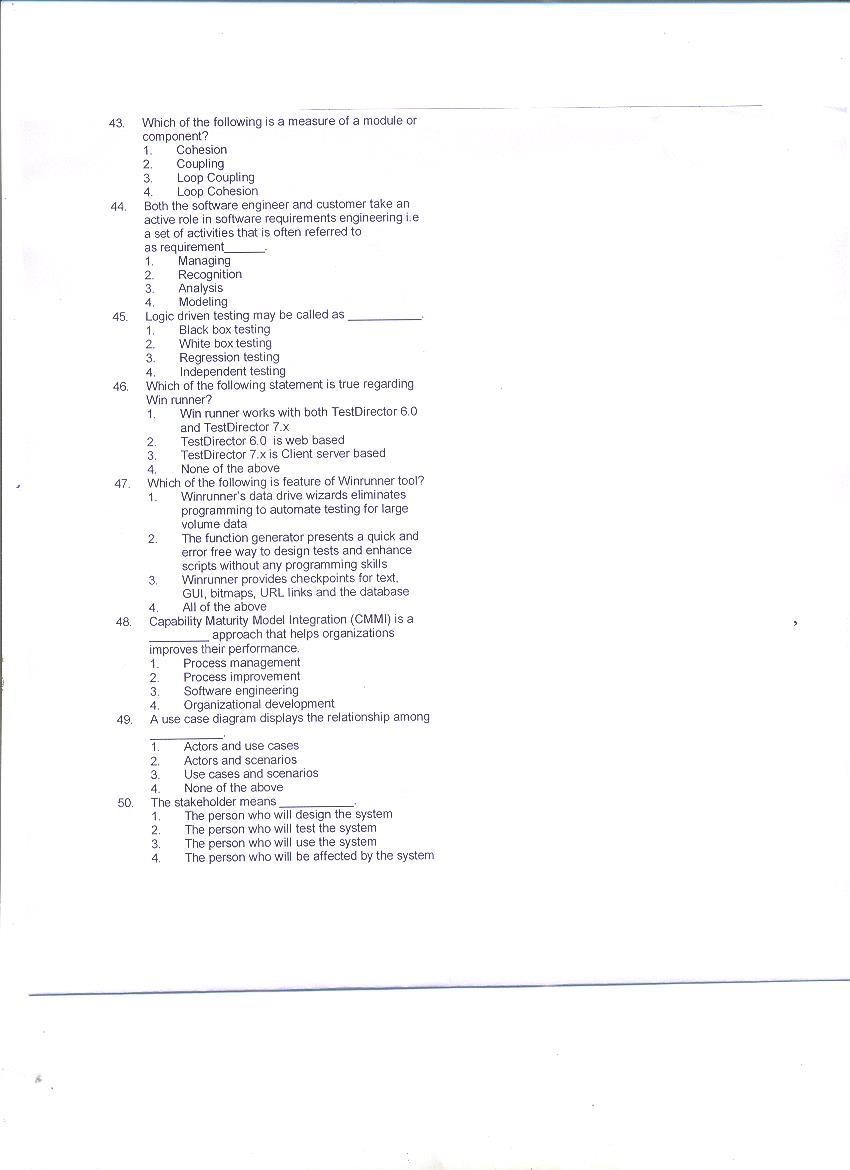 43. Which of the following is a measure of a module or
component?
1. Cohesion
2. Coupling
3. Loop Coupling
4. Loop Cohesion
44. Both the software engineer and customer take an
active role in software requirements engineering i.e
a set of activities that is often referred to
as requirement______.
1. Managing
2. Recognition
3. Analysis
4. Modeling
45. Logic driven testing may be called as ___________.
1. Black box testing
2. White box testing
3. Regression testing
4. Independent testing
46. Which of the following statement is true regarding
Win runner?
1. Win runner works with both TestDirector 6.0
and TestDirector 7.x
2. TestDirector 6.0 is web based
3. TestDirector 7.x is Client server based
4. None of the above
47. Which of the following is feature of Winrunner tool?
1. Winrunner's data drive wizards eliminates
programming to automate testing for large
volume data
2. The function generator presents a quick and
error free way to design tests and enhance
scripts without any programming skills
3. Winrunner provides checkpoints for text,
GUI, bitmaps, URL links and the database
4. All of the above
48. Capability Maturity Model Integration (CMMI) is a
_________ approach that helps organizations
improves their performance.
1. Process management
2. Process improvement
3. Software engineering
4. Organizational development
49. A use case diagram displays the relationship among
___________.
1. Actors and use cases
2. Actors and scenarios
3. Use cases and scenarios
4. None of the above
50. The stakeholder means ___________.
1. The person who will design the system
2. The person who will test the system
3. The person who will use the system
4. The person who will be affected by the system